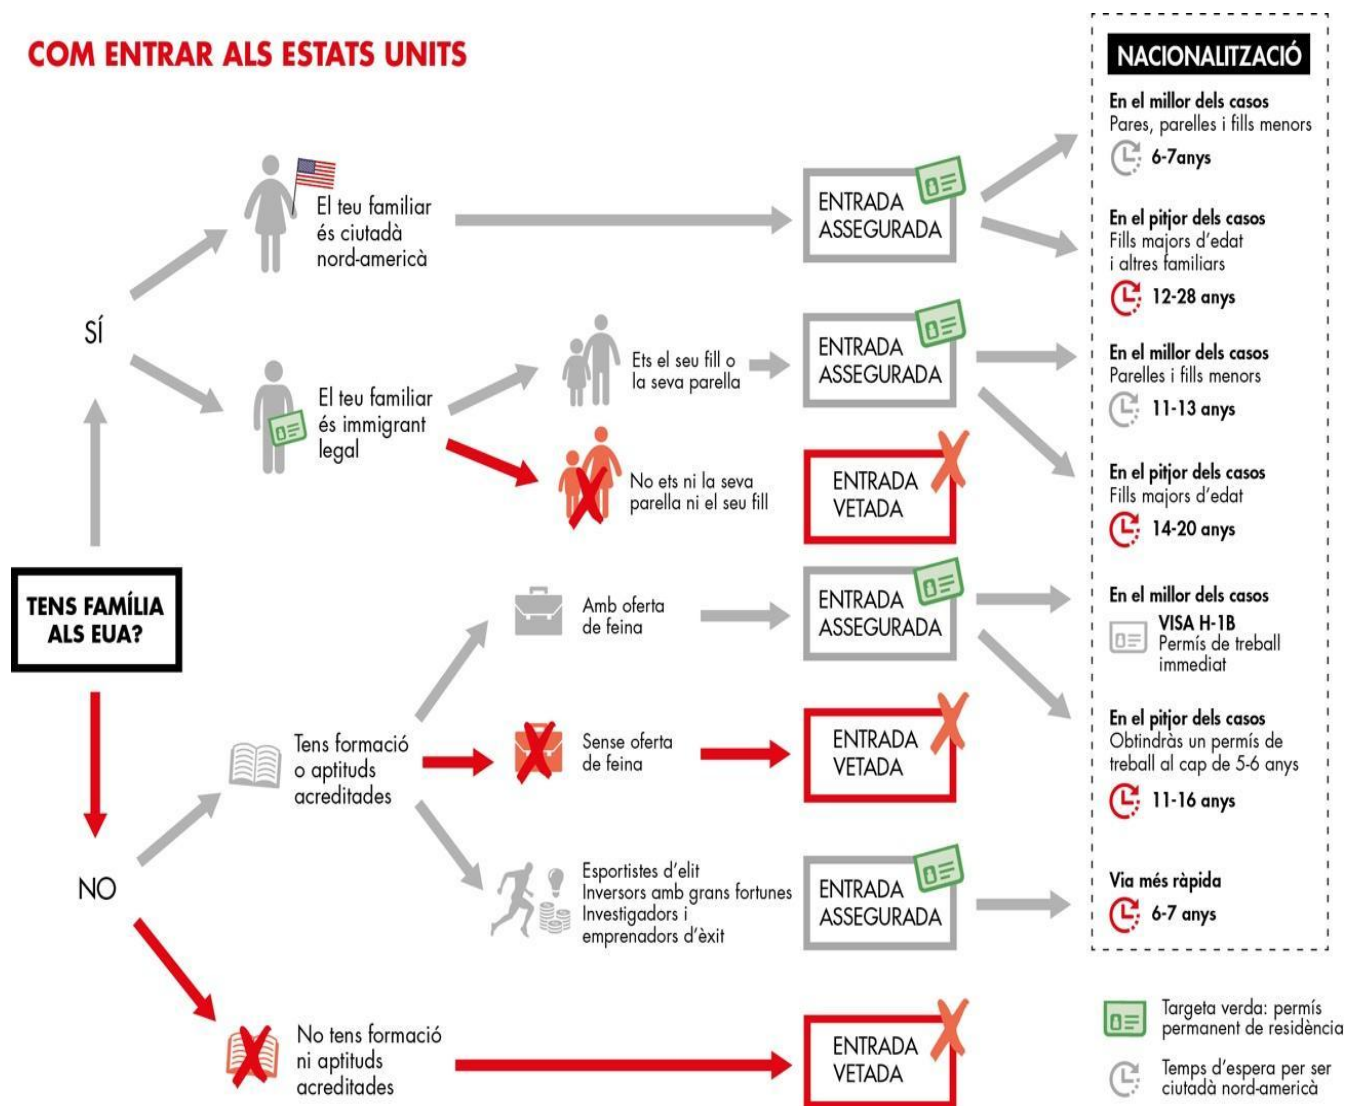 COM ENTRAR ALS ESTATS UNITS
TENS FAMÍLIA
ALS EUA?
SÍ
El teu familiar
és ciutadà
nord-americà
ENTRADA
ASSEGURADA
El teu familiar
és immigrant
legal
Ets el seu fill o
la seva parella
ENTRADA
ASSEGURADA
No ets ni la seva
parella ni el seu fill
ENTRADA
VETADA
NO
Tens formació
o aptituds
acreditades
Amb oferta
de feina
ENTRADA
ASSEGURADA
Sense oferta
de feina
ENTRADA
VETADA
Esportistes d'elit
Inversors amb grans fortunes
Investigadors i
emprenadors d'èxit
ENTRADA
ASSEGURADA
No tens formació
ni aptituds
acreditades
ENTRADA
VETADA
NACIONALITZACIÓ
En el millor dels casos
Pares, parelles i fills menors
6-7anys
En el pitjor dels casos
Fills majors d'edat
i altres familiars
12-28 anys
En el millor dels casos
Parelles i fills menors
11-13 anys
En el pitjor dels casos
Fills majors d'edat
14-20 anys
En el millor dels casos
VISA H-1B
Permís de treball
immediat
En el pitjor dels casos
Obtindràs un permís de
treball al cap de 5-6 anys
11-16 anys
Via més ràpida
6-7 anys
Targeta verda: permís
permanent de residència
Temps d'espera per ser
ciutadà nord-americà